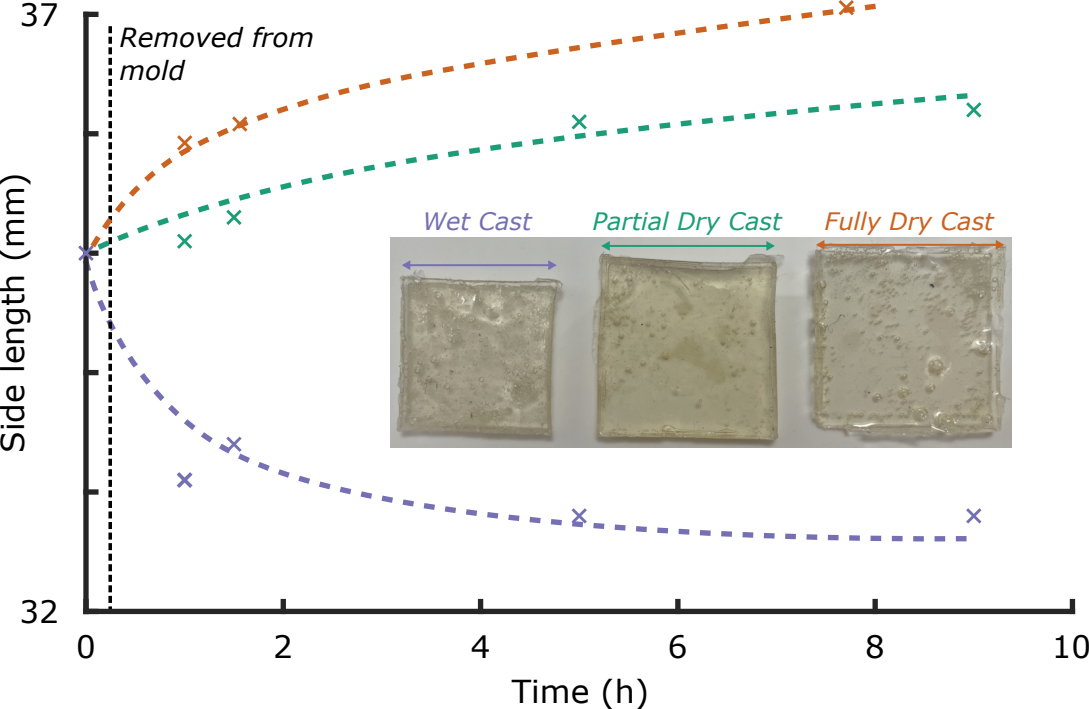 37
Removed from
mold
Side length (mm)
Wet Cast
Partial Dry Cast
Fully Dry Cast
32
0
2
4
6
8
10
Time (h)